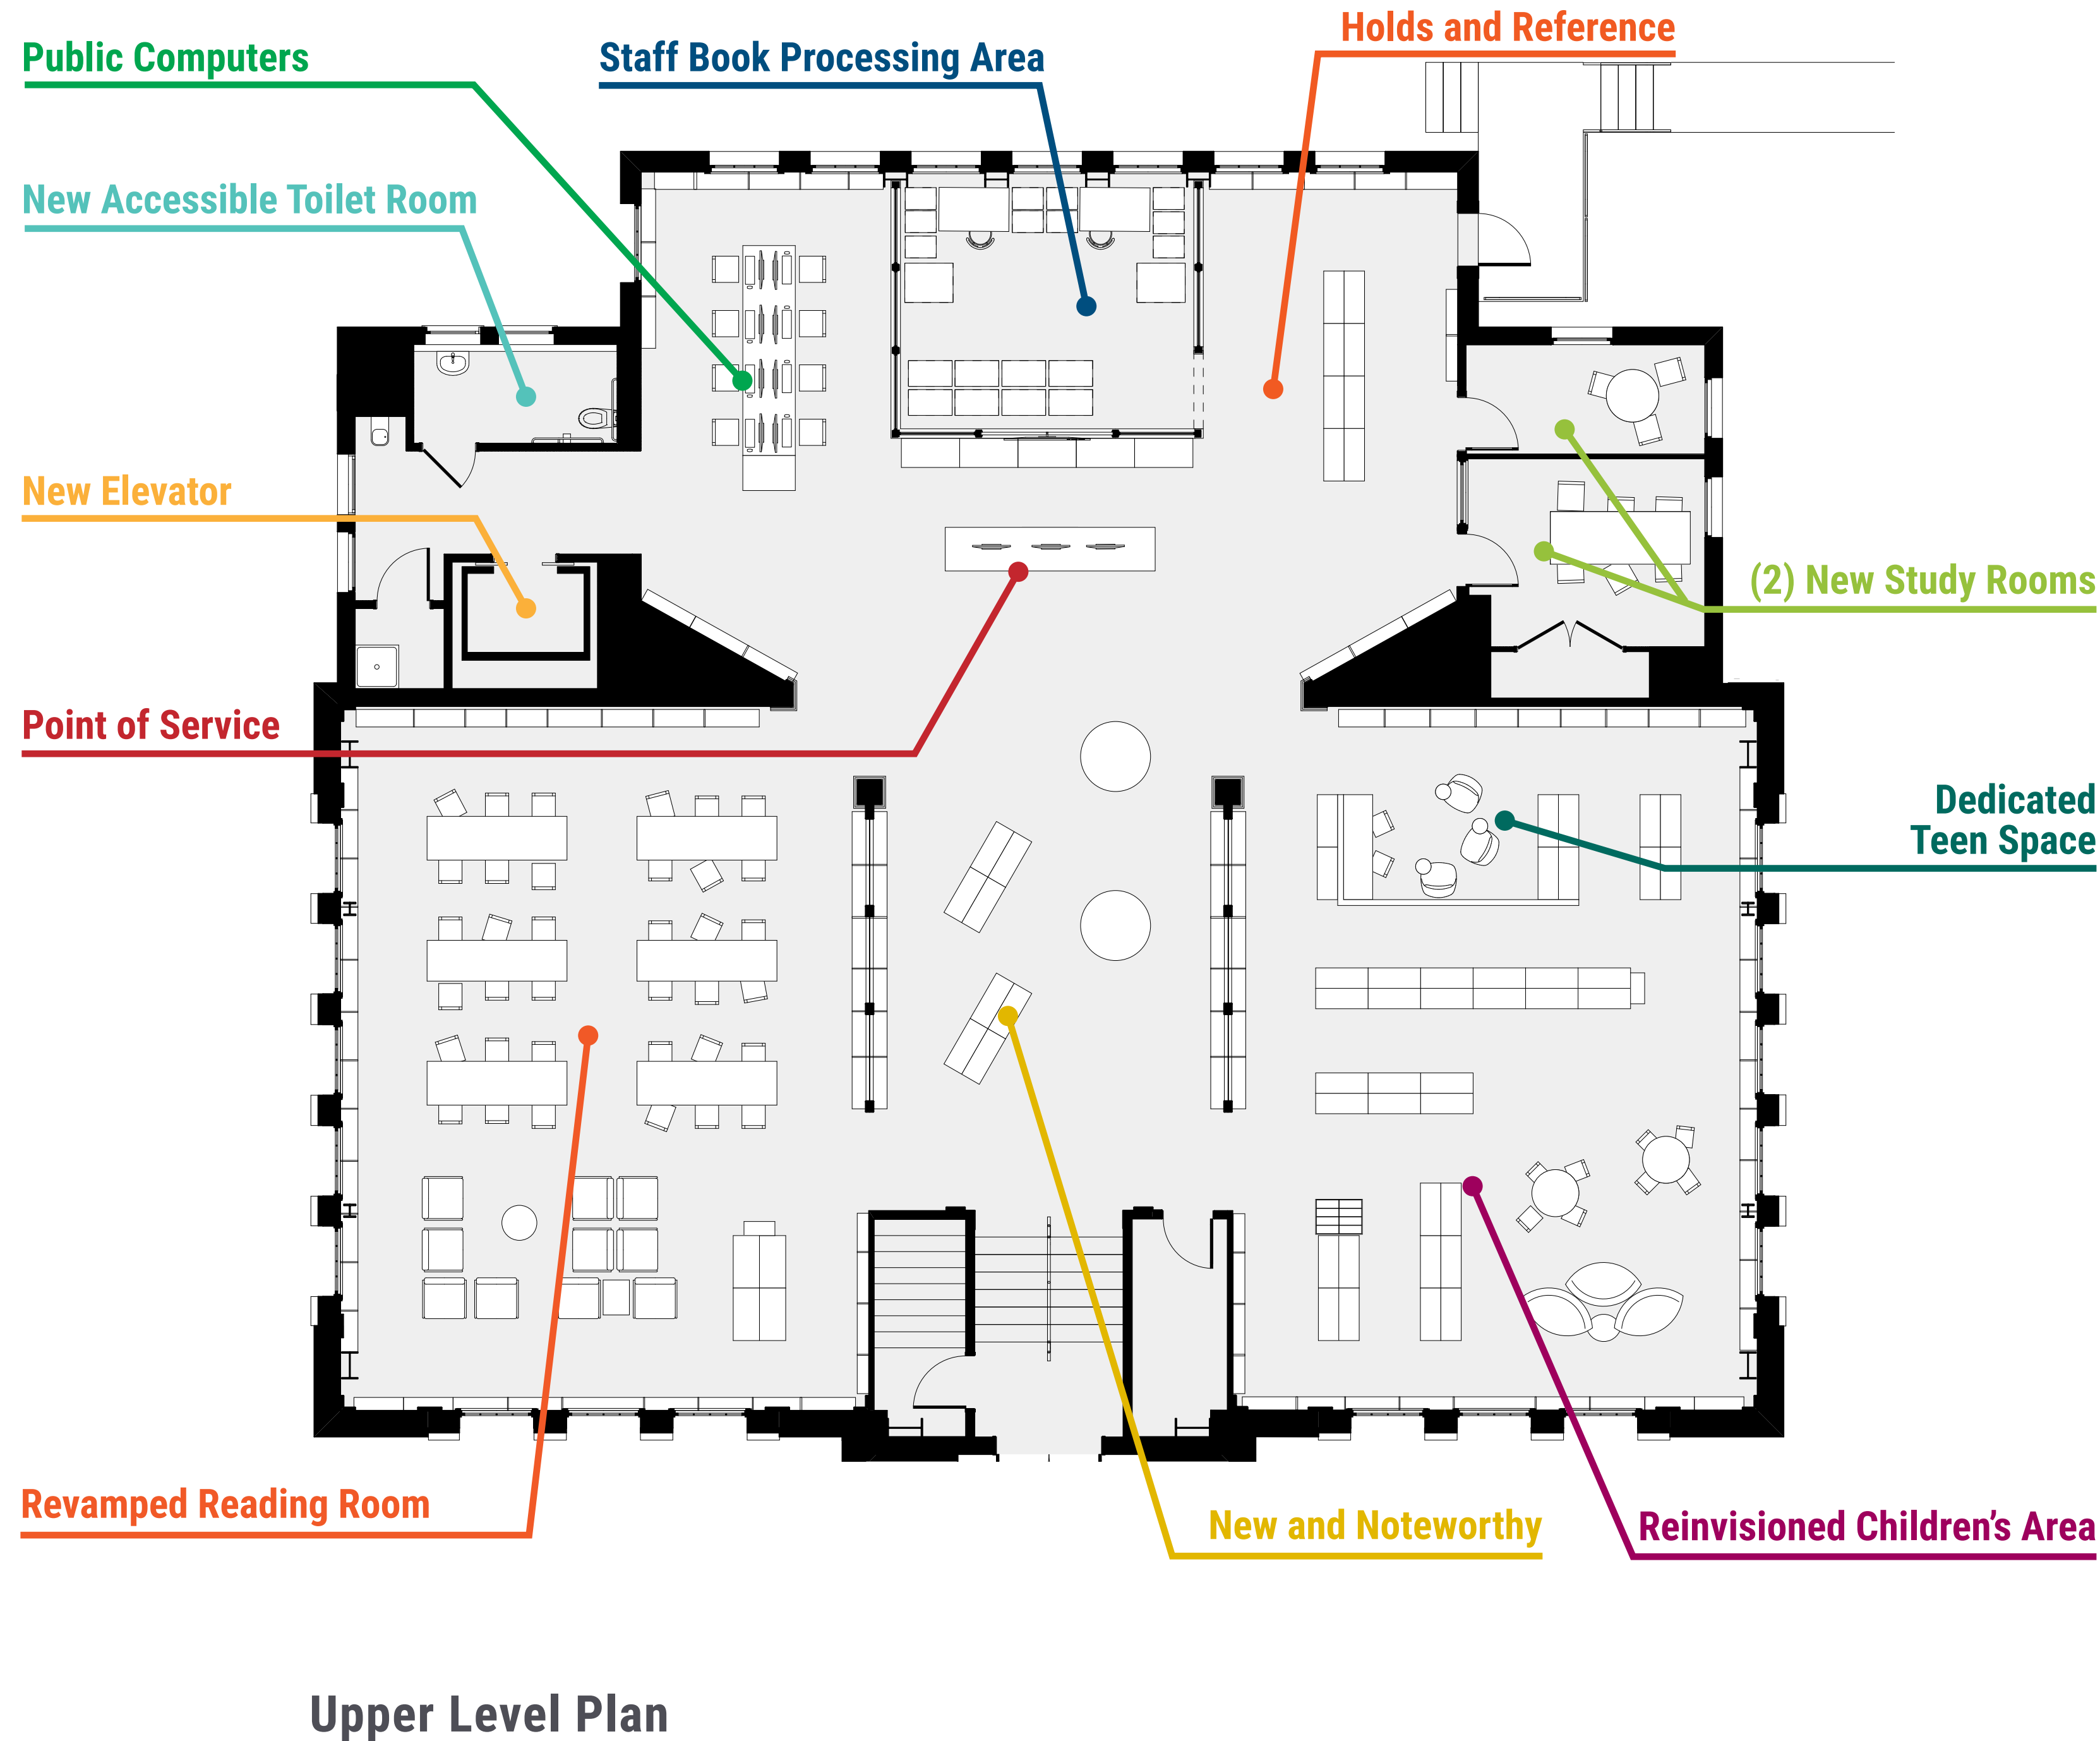 Holds and Reference
Public Computers
Staff Book Processing Area
New Accessible Toilet Room
New Elevator
(2) New Study Rooms
Point of Service
Dedicated
Teen Space
Revamped Reading Room
New and Noteworthy
Reinvisioned Children’s Area
Upper Level Plan